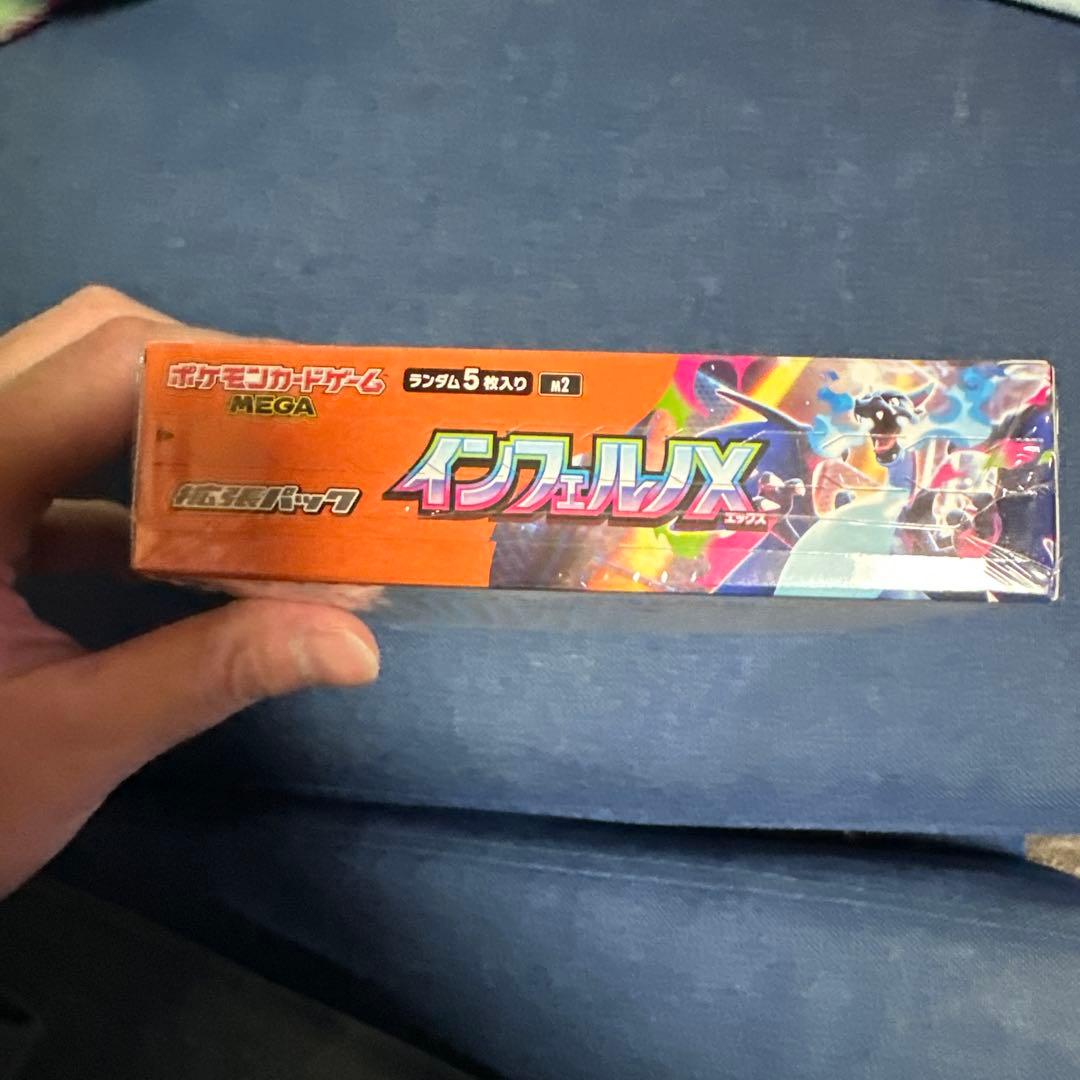 ポケモンカードゲーム
MEGA
ランダム5枚入り
M2
拡張パック
インフェルノX
エックス